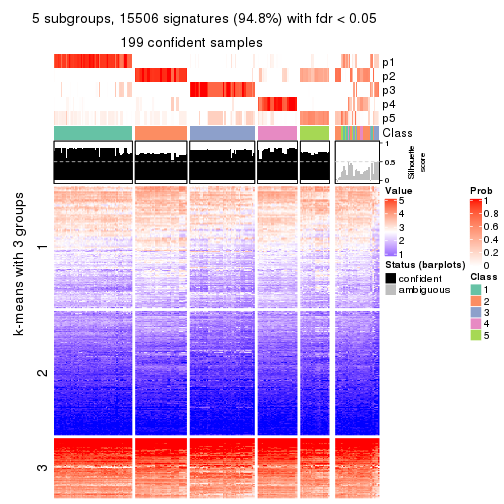 5 subgroups, 15506 signatures (94.8%) with fdr < 0.05
199 confident samples
p1
p2
p3
p4
p5
Class
1
0.5
0
Silhouette
score
k-means with 3 groups
1
2
3
Value
5
4
3
2
1
Status (barplots)
confident
ambiguous
Prob
1
0.8
0.6
0.4
0.2
0
Class
1
2
3
4
5